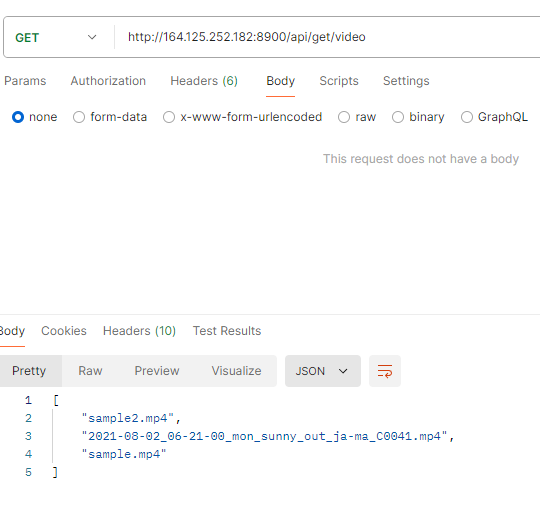 GET http://164.125.252.182:8900/api/get/video
Params Authorization Headers (6) Body Scripts Settings
none form-data x-www-form-urlencoded raw binary GraphQL
This request does not have a body
Body Cookies Headers (10) Test Results
Pretty Raw Preview Visualize JSON
1 [
2 "sample2.mp4",
3 "2021-08-02_06-21-00_mon_sunny_out_ja-ma_C0041.mp4",
4 "sample.mp4"
5 ]